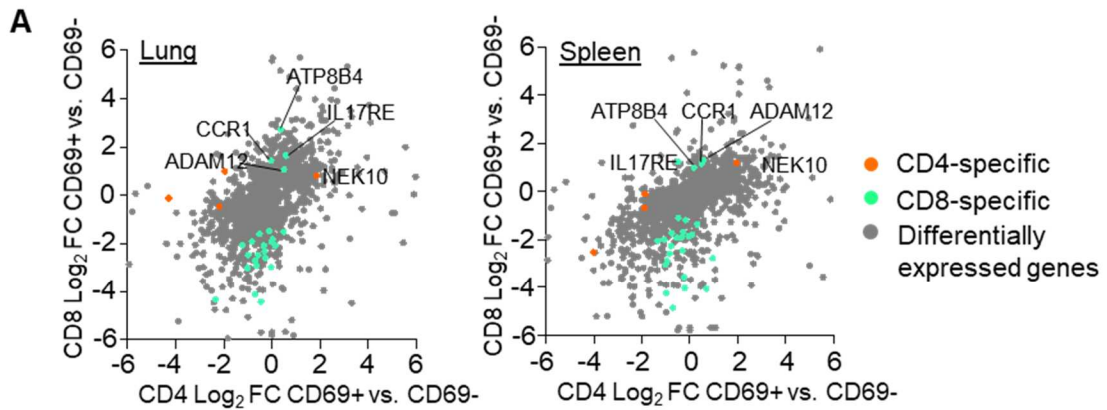 A
Lung
CD8 Log2 FC CD69+ vs. CD69-
6
4
2
0
-2
-4
-6
ATP8B4
IL17RE
CCR1
ADAM12
NEK10
-6 -4 -2 0 2 4 6
CD4 Log2 FC CD69+ vs. CD69-
Spleen
CD8 Log2 FC CD69+ vs. CD69-
6
4
2
0
-2
-4
-6
ATP8B4 CCR1 ADAM12
IL17RE NEK10
-6 -4 -2 0 2 4 6
CD4 Log2 FC CD69+ vs. CD69-
CD4-specific
CD8-specific
Differentially
expressed genes